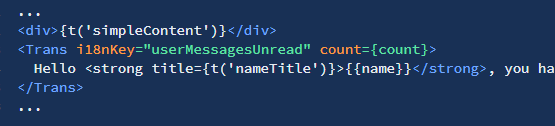 ...
<div>{t('simpleContent')}</div>
<Trans i18nKey="userMessagesUnread" count={count}>
Hello <strong title={t('nameTitle')}>{{name}}</strong>, you ha
</Trans>
...